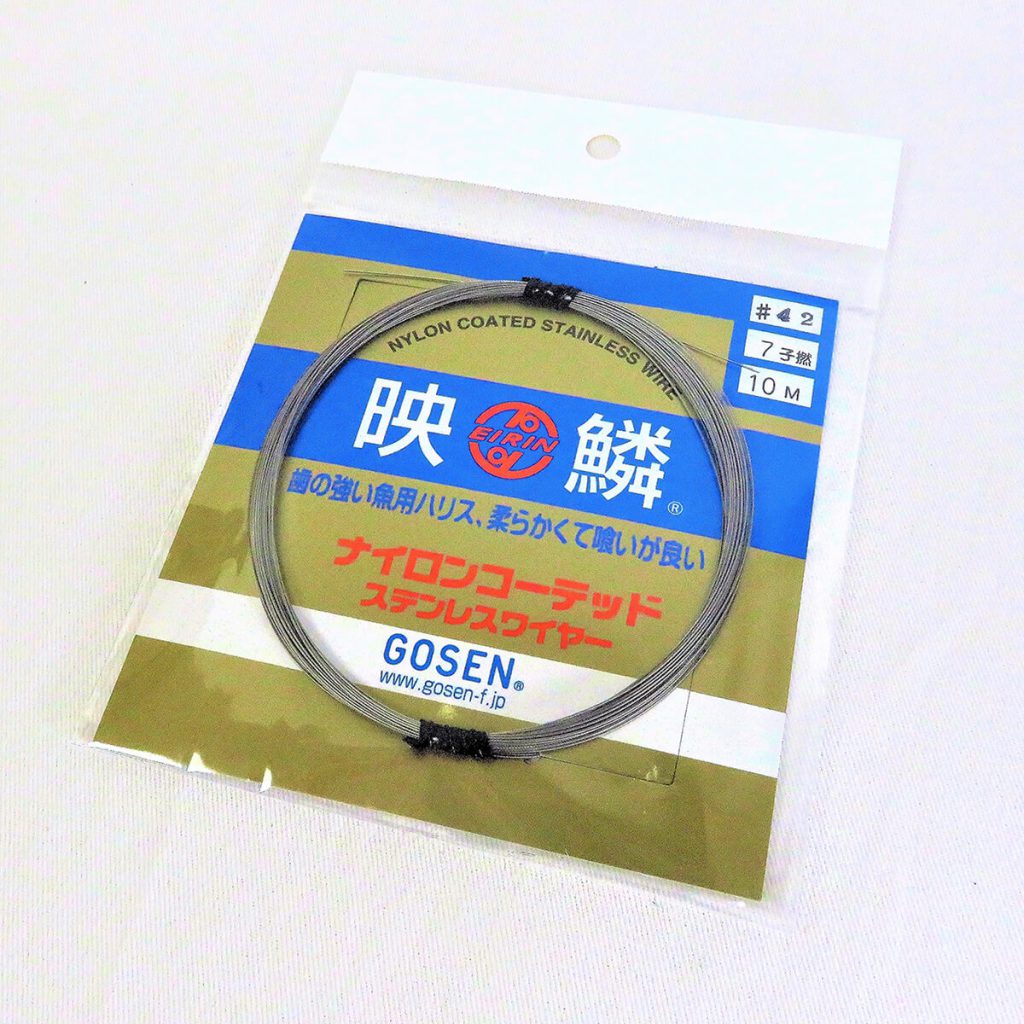 #42
7子撚
10M
NYLON COATED STAINLESS WIRE
映 EIRIN 鱗®
歯の強い魚用ハリス、柔らかくて喰いが良い
ナイロンコーテッド
ステンレスワイヤー
GOSEN®
www.gosen-f.jp